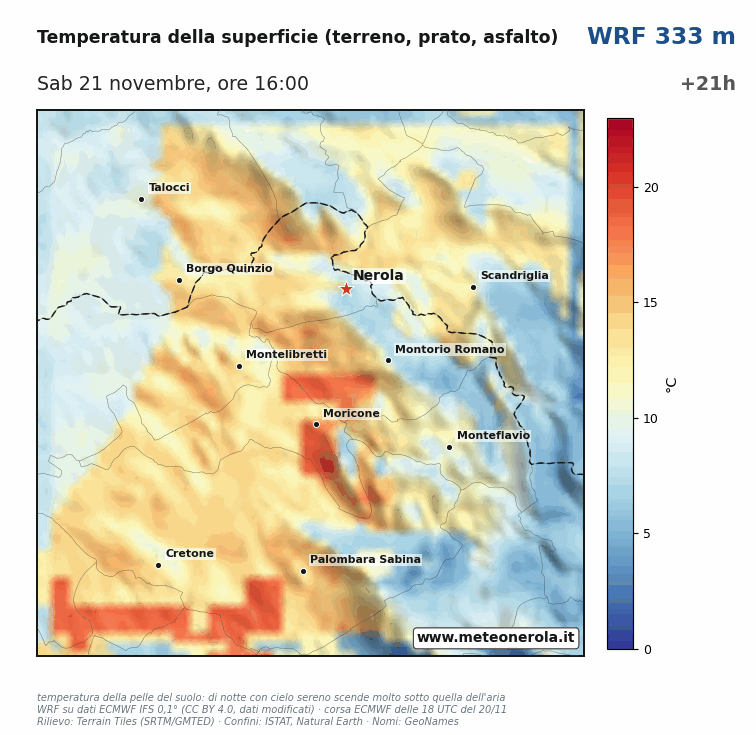 Temperatura della superficie (terreno, prato, asfalto)
WRF 333 m
Sab 21 novembre, ore 16:00
+21h
Talocci
Borgo Quinzio
Nerola
Scandriglia
Montelibretti
Montorio Romano
Moricone
Monteflavio
Cretone
Palombara Sabina
www.meteonerola.it
20
15
10
5
0
°C
temperatura della pelle del suolo: di notte con cielo sereno scende molto sotto quella dell'aria
WRF su dati ECMWF IFS 0,1° (CC BY 4.0, dati modificati) · corsa ECMWF delle 18 UTC del 20/11
Rilievo: Terrain Tiles (SRTM/GMTED) · Confini: ISTAT, Natural Earth · Nomi: GeoNames